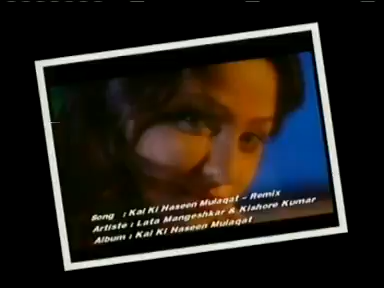 Song : Kal Ki Haseen Mulaqat - Remix
Artiste : Lata Mangeshkar & Kishore Kumar
Album : Kal Ki Haseen Mulaqat